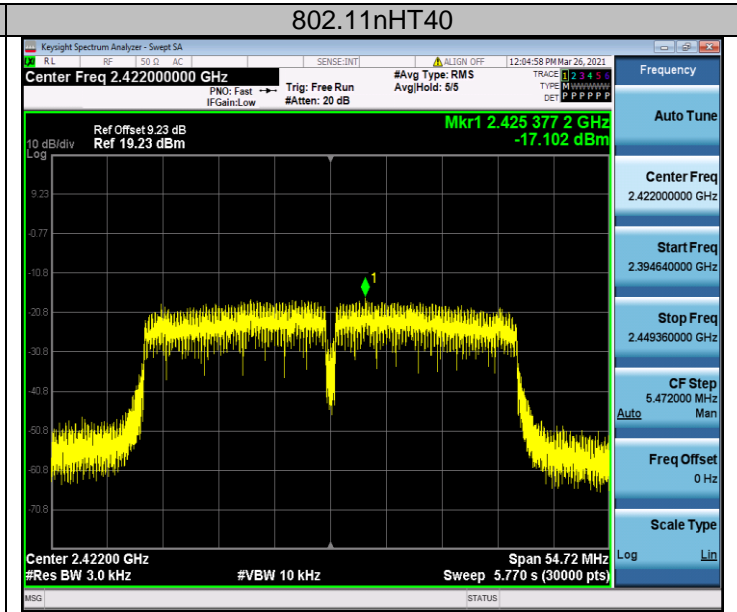 802.11nHT40
Keysight Spectrum Analyzer - Swept SA
RL RF 50 Ω AC SENSE:INT ALIGN OFF 12:04:58 PM Mar 26, 2021
Center Freq 2.422000000 GHz
PNO: Fast
IFGain:Low
Trig: Free Run
#Atten: 20 dB
#Avg Type: RMS
Avg|Hold: 5/5
TRACE 1 2 3 4 5 6
TYPE M W W W W W
DET P P P P P P
Ref Offset 9.23 dB
10 dB/div Ref 19.23 dBm
Log
Mkr1 2.425 377 2 GHz
-17.102 dBm
9.23
-0.77
-10.8
-20.8
-30.8
-40.8
-50.8
-60.8
-70.8
1
Center 2.42200 GHz Span 54.72 MHz
#Res BW 3.0 kHz #VBW 10 kHz Sweep 5.770 s (30000 pts)
MSG STATUS
Frequency
Auto Tune
Center Freq
2.422000000 GHz
Start Freq
2.394640000 GHz
Stop Freq
2.449360000 GHz
CF Step
5.472000 MHz
Auto Man
Freq Offset
0 Hz
Scale Type
Log Lin